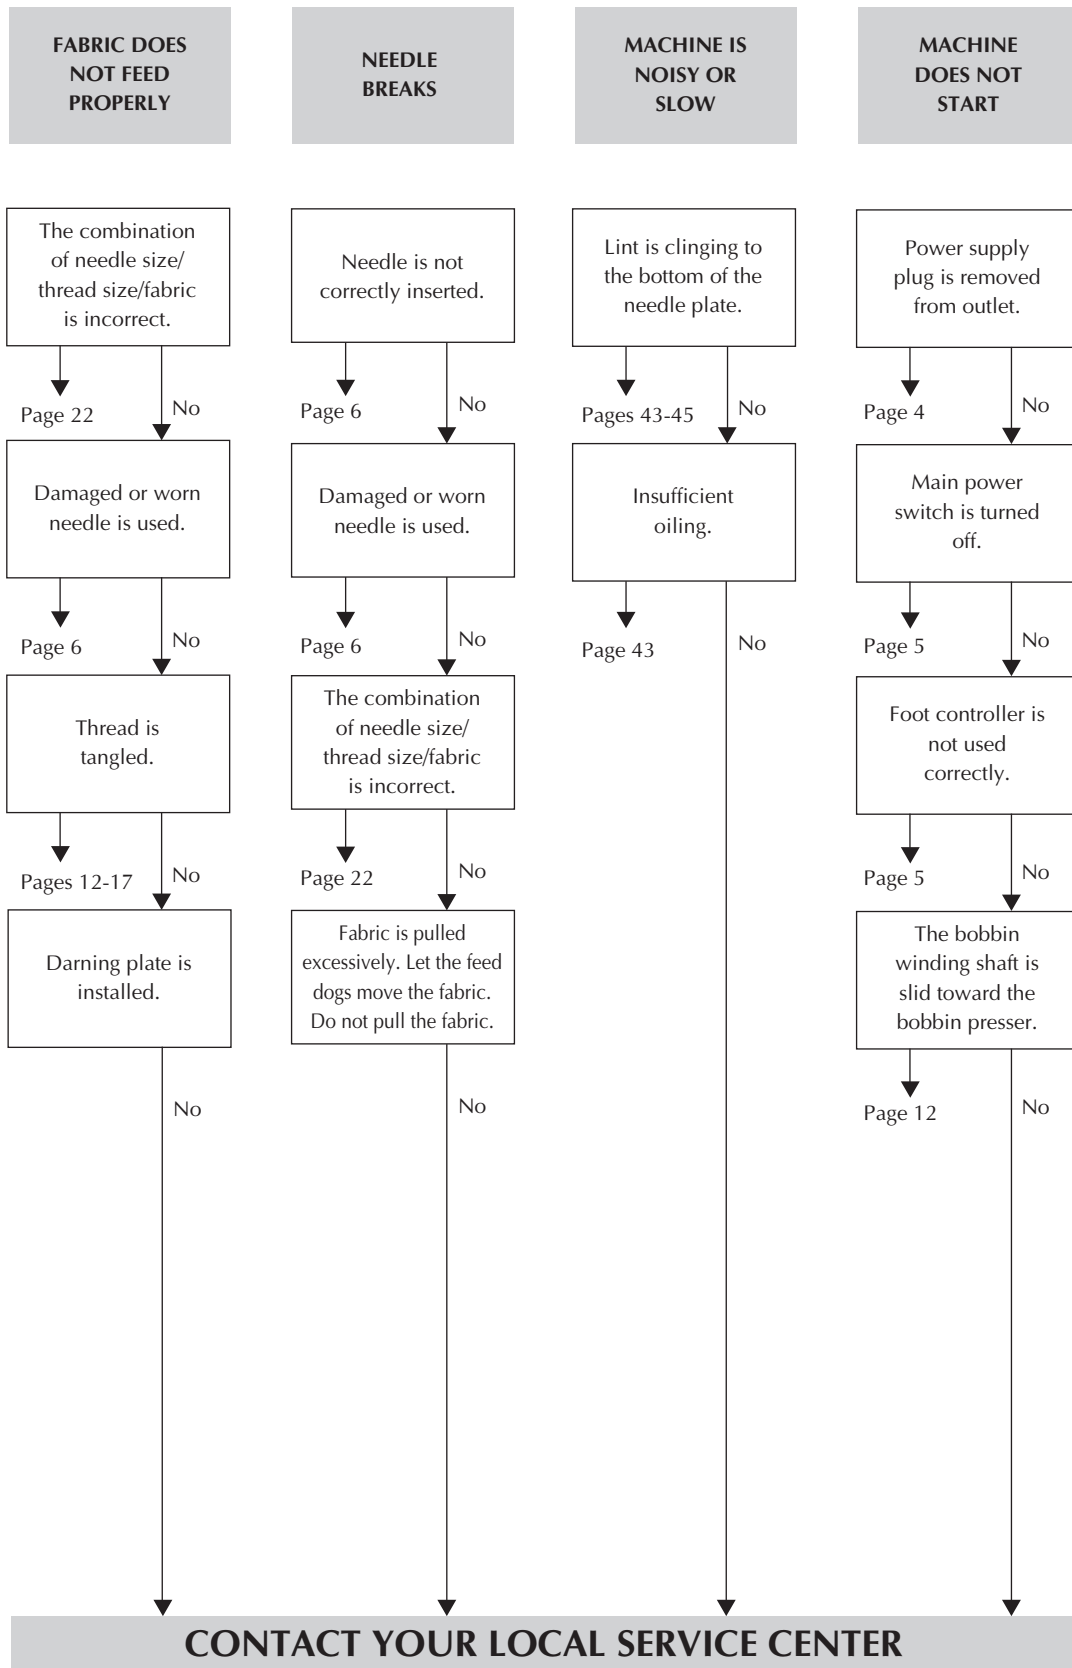 FABRIC DOES
NOT FEED
PROPERLY
The combination
of needle size/
thread size/fabric
is incorrect.
Page 22
No
Damaged or worn
needle is used.
Page 6
No
Thread is
tangled.
Pages 12-17
No
Darning plate is
installed.
No
NEEDLE
BREAKS
Needle is not
correctly inserted.
Page 6
No
Damaged or worn
needle is used.
Page 6
No
The combination
of needle size/
thread size/fabric
is incorrect.
Page 22
No
Fabric is pulled
excessively. Let the feed
dogs move the fabric.
Do not pull the fabric.
No
MACHINE IS
NOISY OR
SLOW
Lint is clinging to
the bottom of the
needle plate.
Pages 43-45
No
Insufficient
oiling.
Page 43
No
MACHINE
DOES NOT
START
Power supply
plug is removed
from outlet.
Page 4
No
Main power
switch is turned
off.
Page 5
No
Foot controller is
not used
correctly.
Page 5
No
The bobbin
winding shaft is
slid toward the
bobbin presser.
Page 12
No
CONTACT YOUR LOCAL SERVICE CENTER